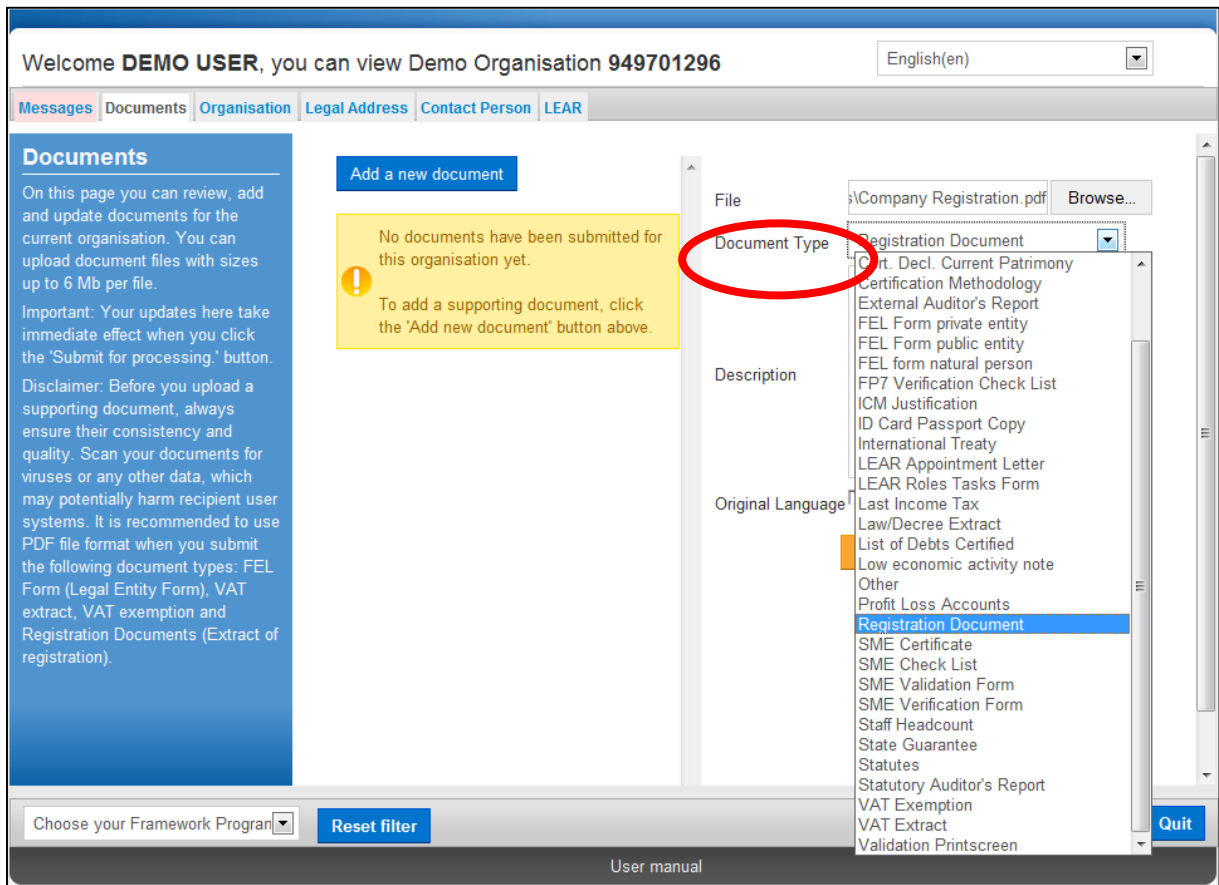 Welcome DEMO USER, you can view Demo Organisation 949701296
English(en)
Messages Documents Organisation Legal Address Contact Person LEAR
Documents
On this page you can review, add
and update documents for the
current organisation. You can
upload document files with sizes
up to 6 Mb per file.
Important: Your updates here take
immediate effect when you click
the 'Submit for processing.' button.
Disclaimer: Before you upload a
supporting document, always
ensure their consistency and
quality. Scan your documents for
viruses or any other data, which
may potentially harm recipient user
systems. It is recommended to use
PDF file format when you submit
the following document types: FEL
Form (Legal Entity Form), VAT
extract, VAT exemption and
Registration Documents (Extract of
registration).
Add a new document
No documents have been submitted for
this organisation yet.
To add a supporting document, click
the 'Add new document' button above.
File
\Company Registration.pdf
Browse...
Document Type
Registration Document
Cert. Decl. Current Patrimony
Certification Methodology
External Auditor's Report
FEL Form private entity
FEL Form public entity
FEL form natural person
FP7 Verification Check List
ICM Justification
ID Card Passport Copy
International Treaty
LEAR Appointment Letter
LEAR Roles Tasks Form
Last Income Tax
Law/Decree Extract
List of Debts Certified
Low economic activity note
Other
Profit Loss Accounts
Registration Document
SME Certificate
SME Check List
SME Validation Form
SME Verification Form
Staff Headcount
State Guarantee
Statutes
Statutory Auditor's Report
VAT Exemption
VAT Extract
Validation Printscreen
Description
Original Language
Choose your Framework Program
Reset filter
Quit
User manual